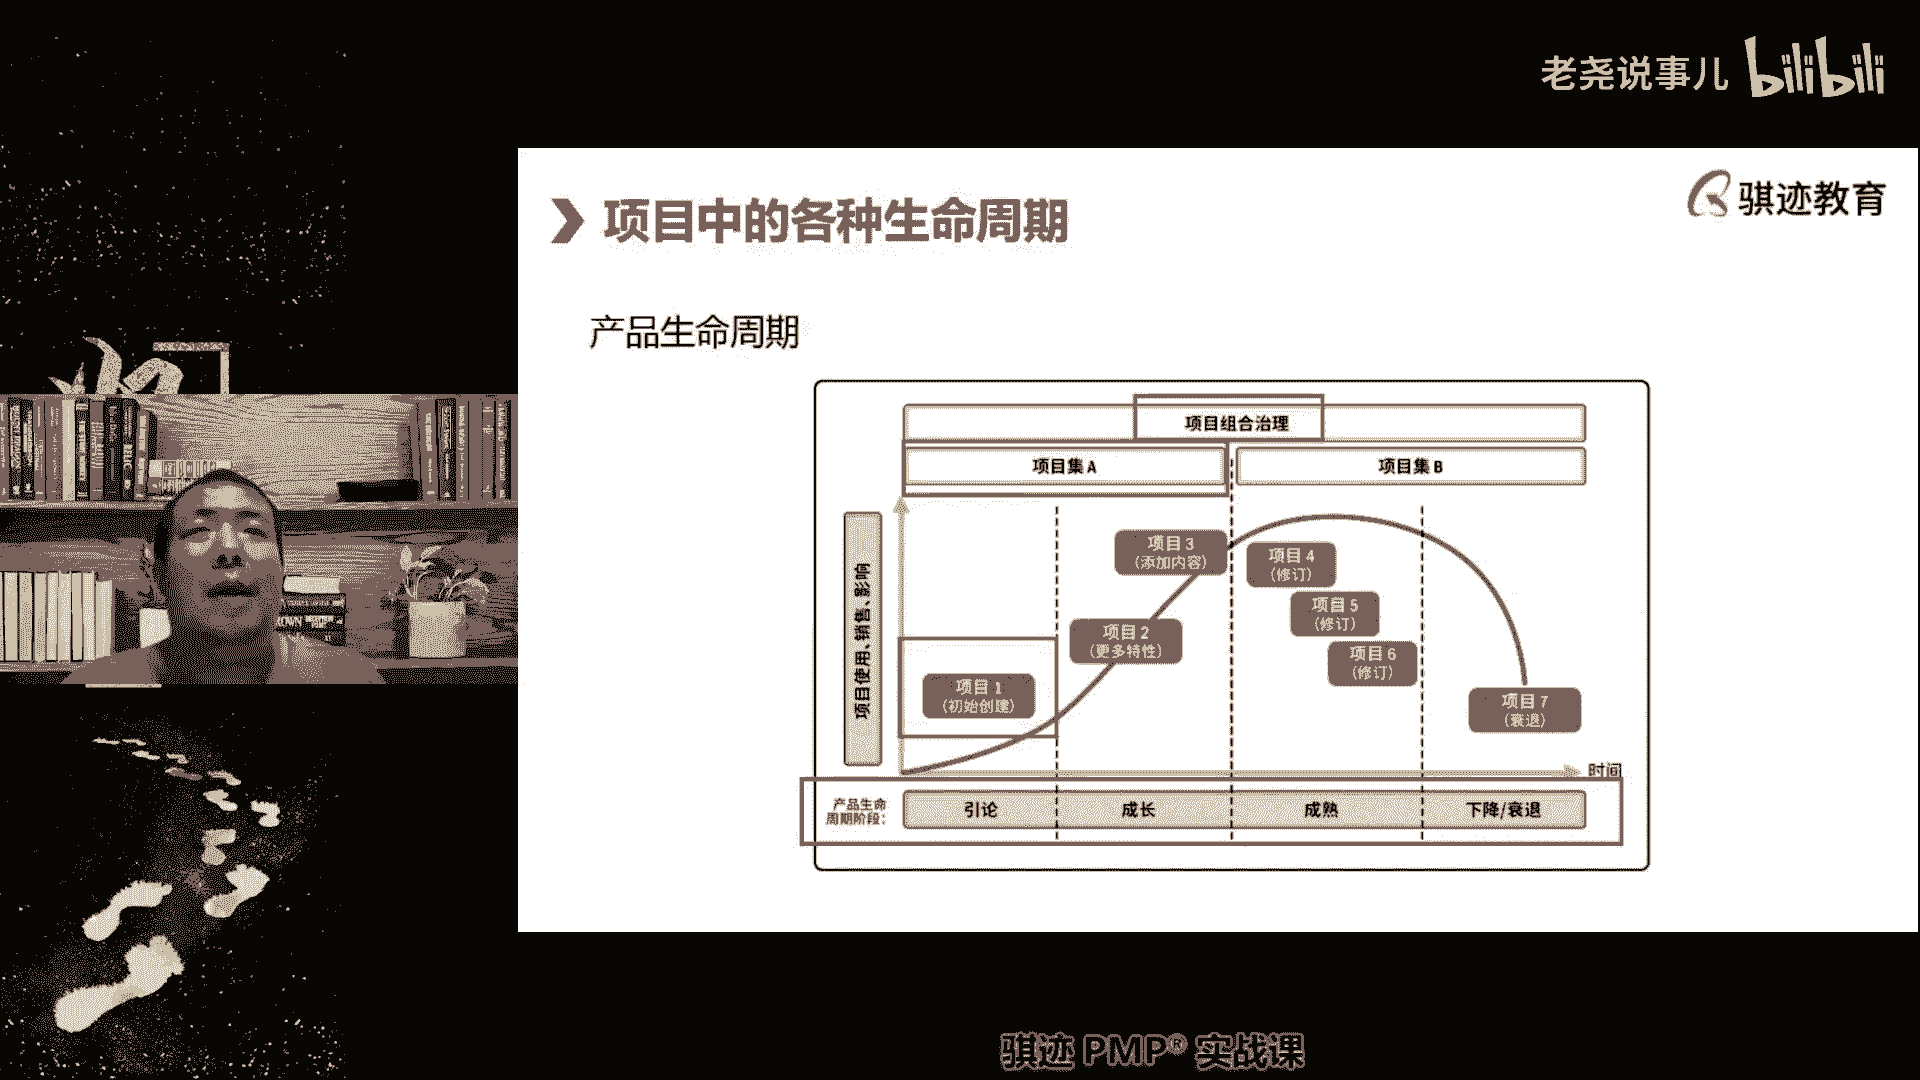 老尧说事儿 bilibili
骐迹教育
项目中的各种生命周期
产品生命周期
项目组合治理
项目集 A
项目集 B
项目使用、销售、影响
项目 3
（添加内容）
项目 4
（修订）
项目 5
（修订）
项目 2
（更多特性）
项目 6
（修订）
项目 1
（初始创建）
项目 7
（衰退）
时间
产品生命
周期阶段：
引论
成长
成熟
下降/衰退
骐迹 PMP® 实战课